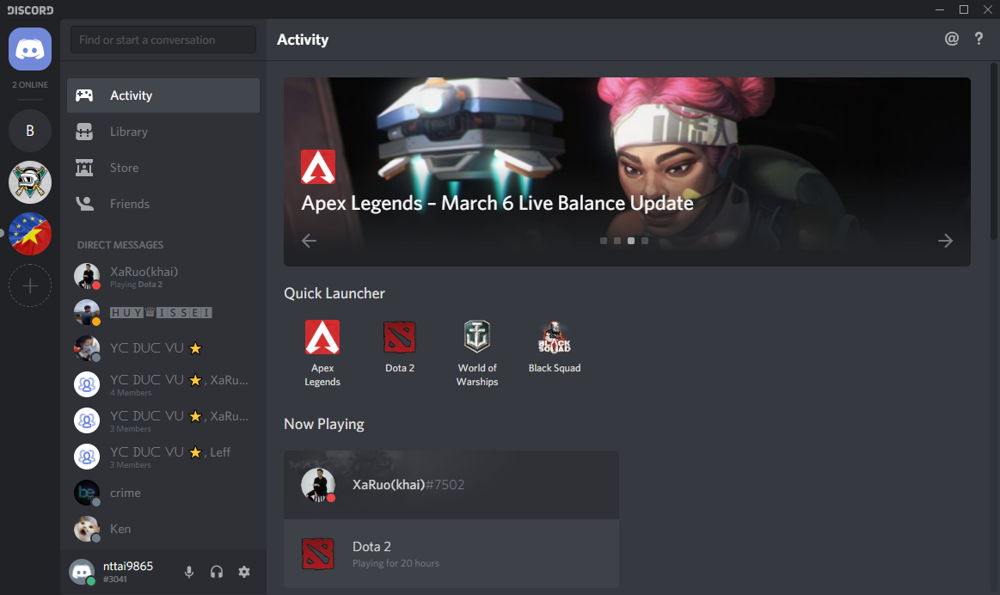 DISCORD
2 ONLINE
B
Find or start a conversation
Activity
Library
Store
Friends
DIRECT MESSAGES
XaRuo(khai)
Playing Dota 2
🅷🆄🆈♕🅸🆂🆂🅴🅸
YC DUC VU ⭐
YC DUC VU ⭐, XaRu...
4 Members
YC DUC VU ⭐, XaRu...
3 Members
YC DUC VU ⭐, Leff
3 Members
be
crime
Ken
nttai9865
#3041
Activity
@ ?
Apex Legends – March 6 Live Balance Update
Quick Launcher
Apex
Legends
Dota 2
World of
Warships
BLACK
SQUAD
Black Squad
Now Playing
XaRuo(khai)#7502
Dota 2
Playing for 20 hours